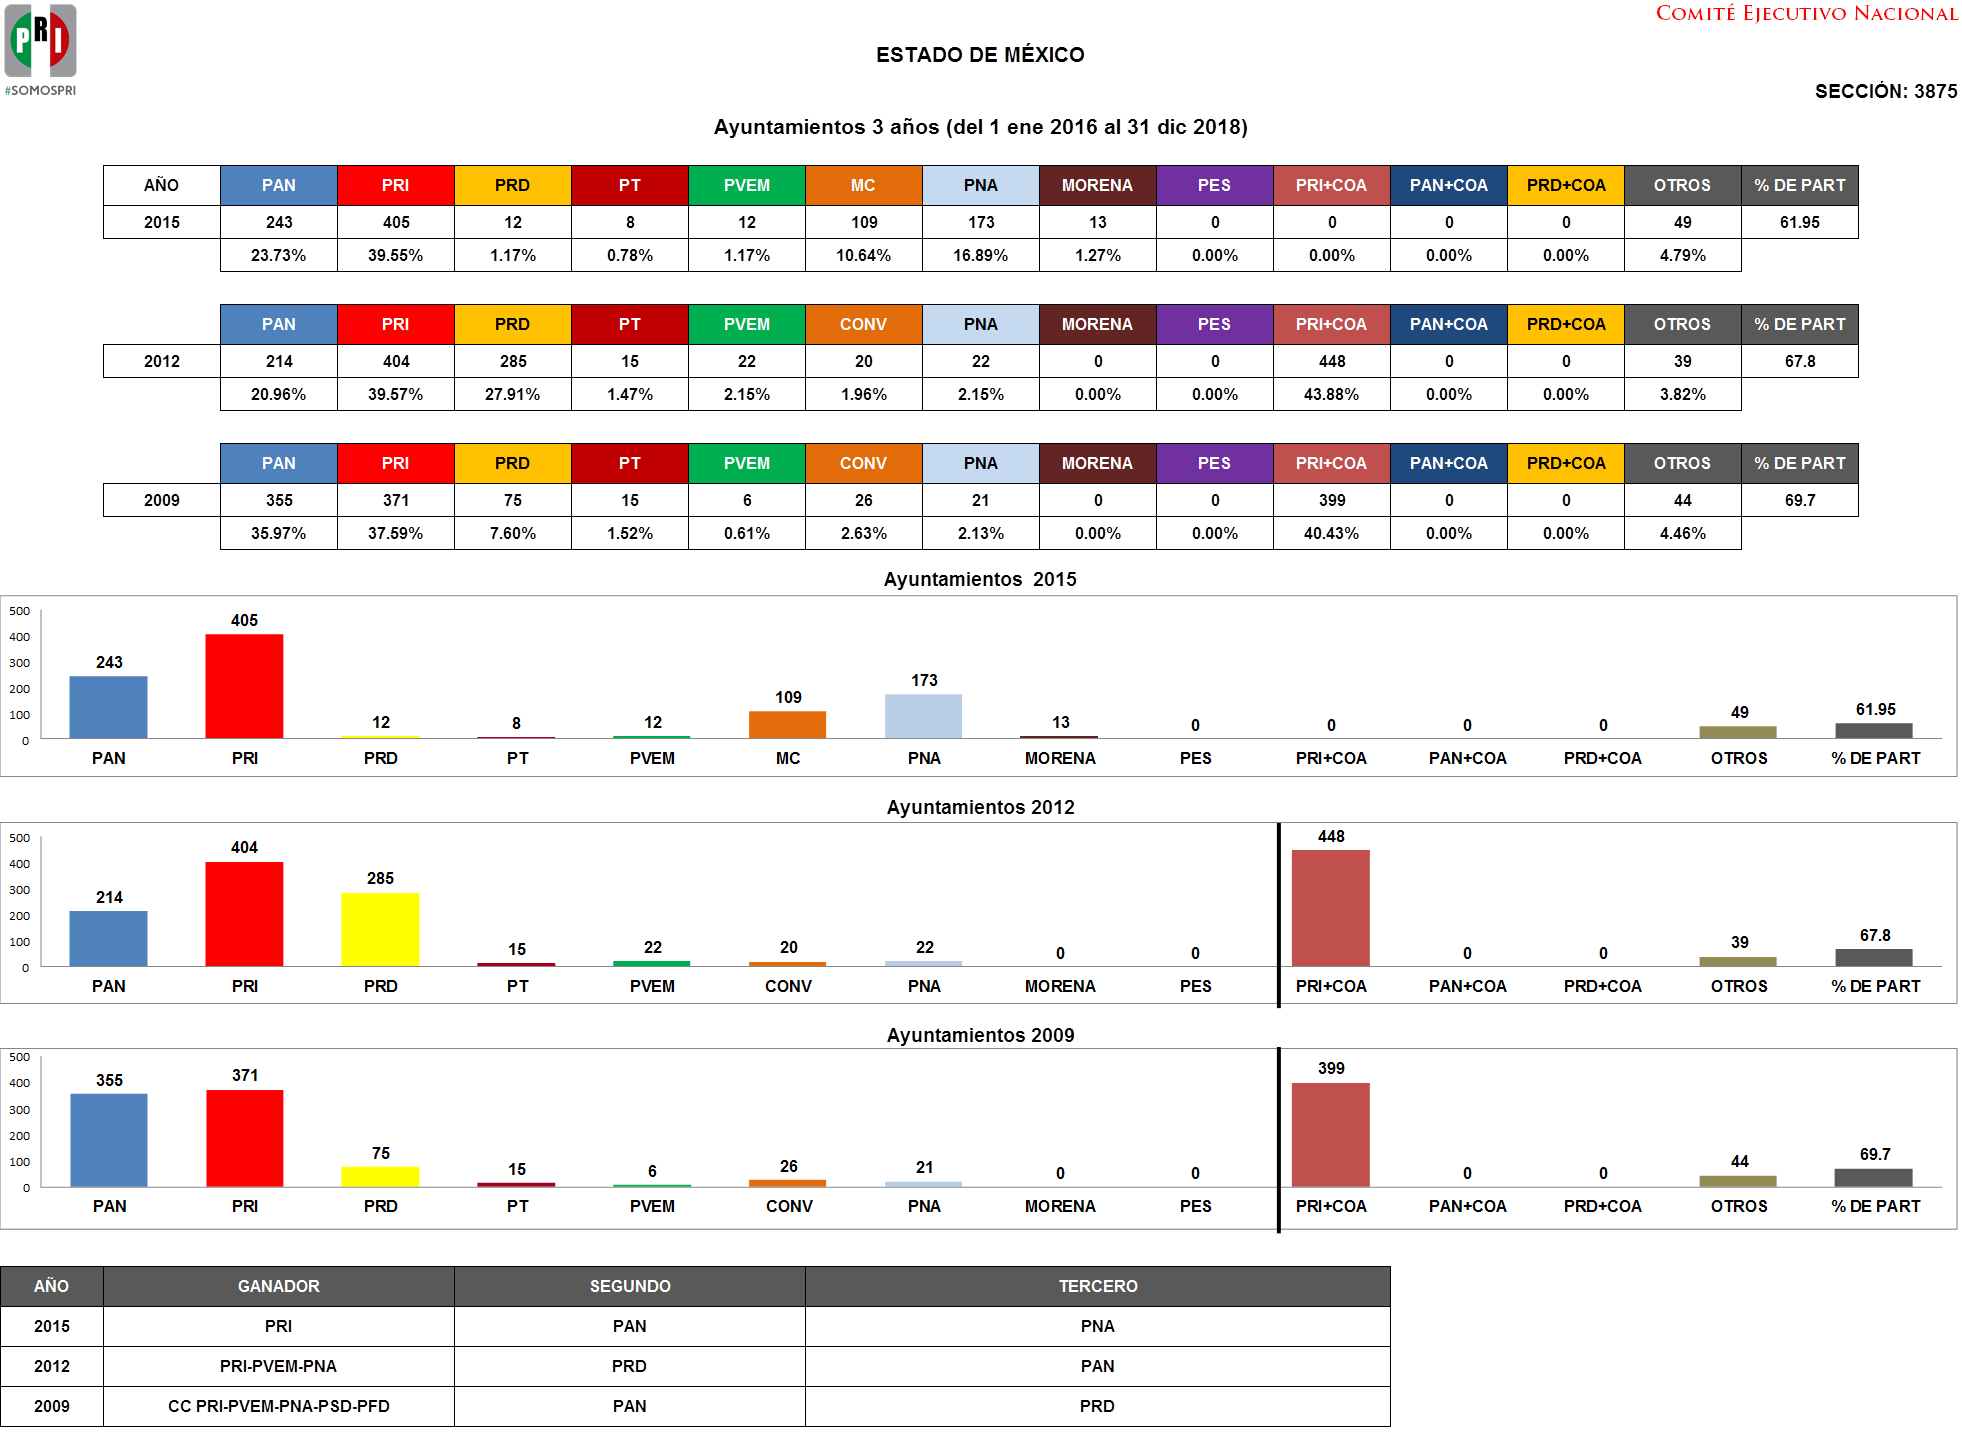 PRI
#SOMOSPRI
COMITÉ EJECUTIVO NACIONAL
ESTADO DE MÉXICO
SECCIÓN: 3875
Ayuntamientos 3 años (del 1 ene 2016 al 31 dic 2018)
AÑO PAN PRI PRD PT PVEM MC PNA MORENA PES PRI+COA PAN+COA PRD+COA OTROS % DE PART
2015 243 405 12 8 12 109 173 13 0 0 0 0 49 61.95
23.73% 39.55% 1.17% 0.78% 1.17% 10.64% 16.89% 1.27% 0.00% 0.00% 0.00% 0.00% 4.79%
PAN PRI PRD PT PVEM CONV PNA MORENA PES PRI+COA PAN+COA PRD+COA OTROS % DE PART
2012 214 404 285 15 22 20 22 0 0 448 0 0 39 67.8
20.96% 39.57% 27.91% 1.47% 2.15% 1.96% 2.15% 0.00% 0.00% 43.88% 0.00% 0.00% 3.82%
PAN PRI PRD PT PVEM CONV PNA MORENA PES PRI+COA PAN+COA PRD+COA OTROS % DE PART
2009 355 371 75 15 6 26 21 0 0 399 0 0 44 69.7
35.97% 37.59% 7.60% 1.52% 0.61% 2.63% 2.13% 0.00% 0.00% 40.43% 0.00% 0.00% 4.46%
Ayuntamientos 2015
500
400
300
200
100
0
243 405 12 8 12 109 173 13 0 0 0 0 49 61.95
PAN PRI PRD PT PVEM MC PNA MORENA PES PRI+COA PAN+COA PRD+COA OTROS % DE PART
Ayuntamientos 2012
500
400
300
200
100
0
214 404 285 15 22 20 22 0 0 448 0 0 39 67.8
PAN PRI PRD PT PVEM CONV PNA MORENA PES PRI+COA PAN+COA PRD+COA OTROS % DE PART
Ayuntamientos 2009
500
400
300
200
100
0
355 371 75 15 6 26 21 0 0 399 0 0 44 69.7
PAN PRI PRD PT PVEM CONV PNA MORENA PES PRI+COA PAN+COA PRD+COA OTROS % DE PART
AÑO GANADOR SEGUNDO TERCERO
2015 PRI PAN PNA
2012 PRI-PVEM-PNA PRD PAN
2009 CC PRI-PVEM-PNA-PSD-PFD PAN PRD